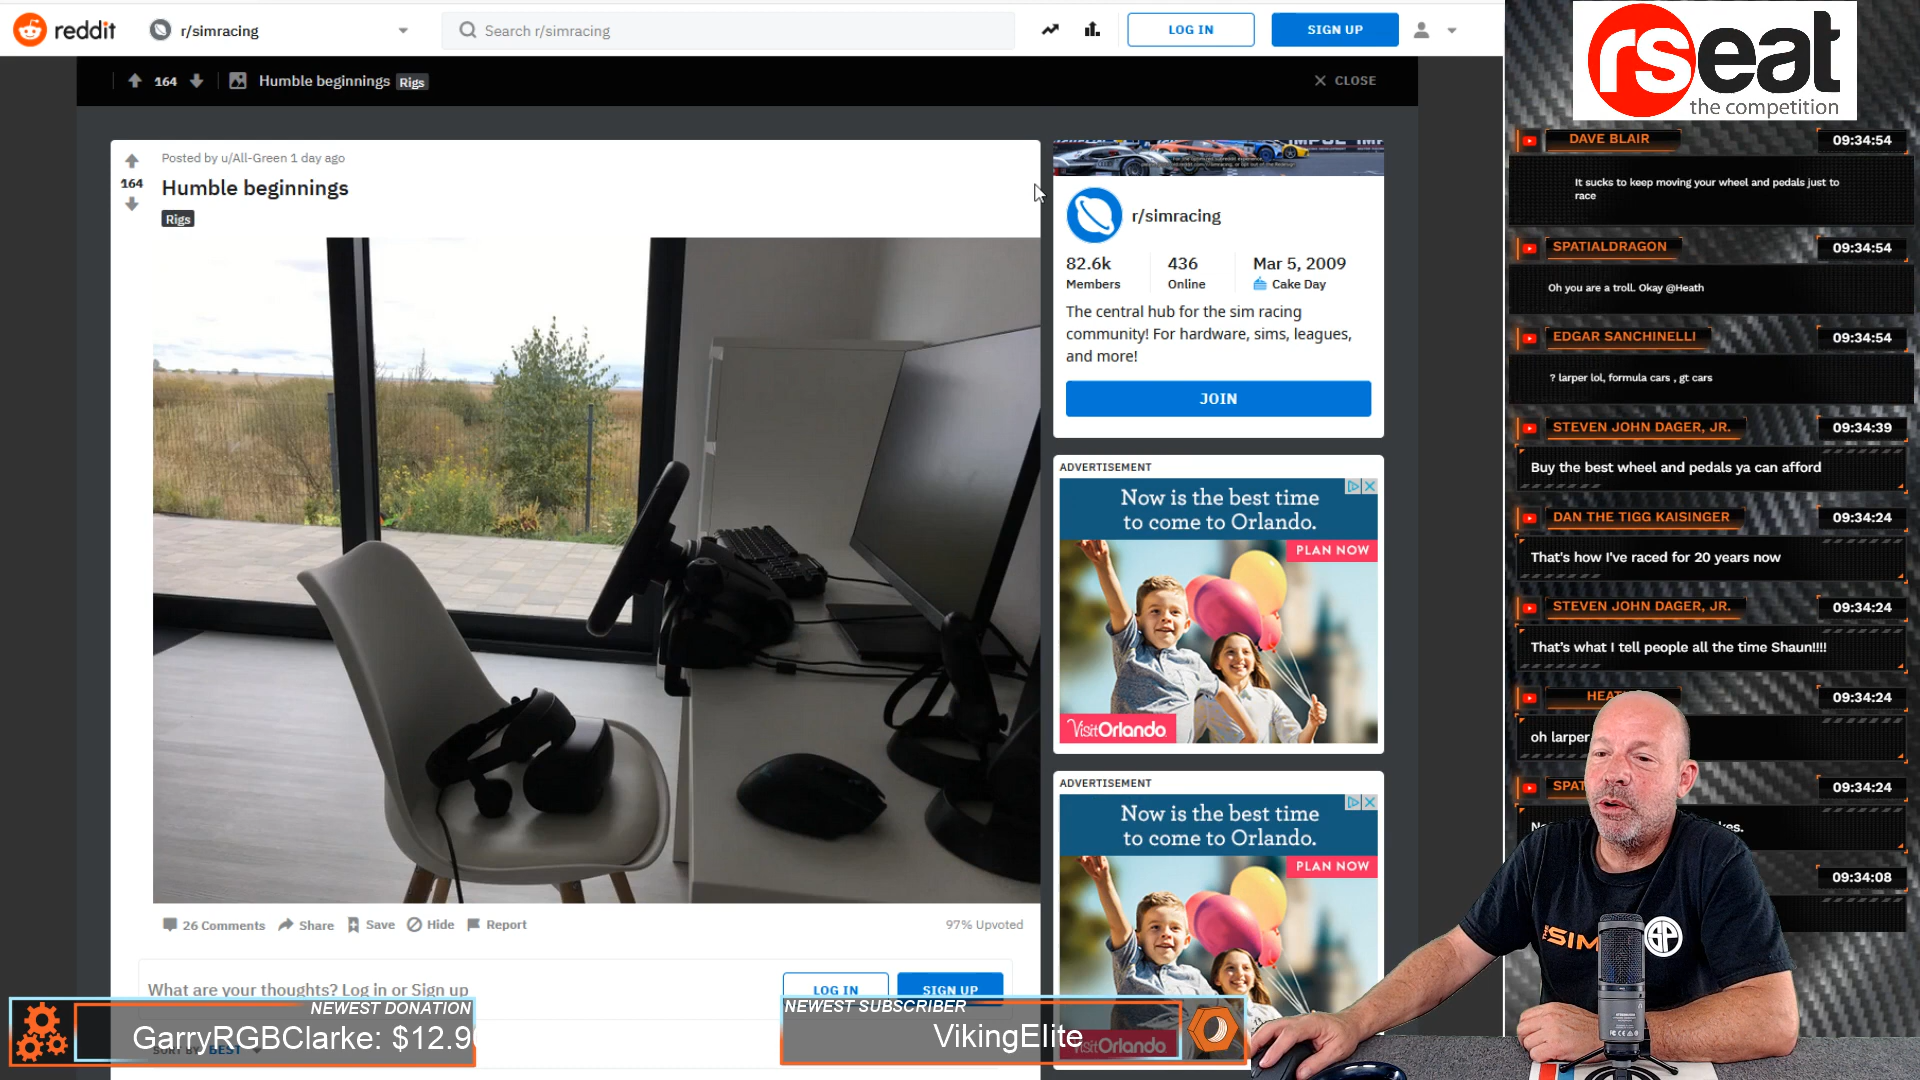 reddit
r/simracing
Search r/simracing
LOG IN
SIGN UP
164
Humble beginnings
Rigs
CLOSE
Posted by u/All-Green 1 day ago
164
Humble beginnings
Rigs
26 Comments
Share
Save
Hide
Report
97% Upvoted
What are your thoughts? Log in or Sign up
LOG IN
SIGN UP
SORT BY BEST
r/simracing
82.6k
Members
436
Online
Mar 5, 2009
Cake Day
The central hub for the sim racing
community! For hardware, sims, leagues,
and more!
JOIN
ADVERTISEMENT
Now is the best time
to come to Orlando.
PLAN NOW
VisitOrlando
ADVERTISEMENT
Now is the best time
to come to Orlando.
PLAN NOW
VisitOrlando
NEWEST DONATION
GarryRGBClarke: $12.9
NEWEST SUBSCRIBER
VikingElite
rseat
the competition
DAVE BLAIR
09:34:54
It sucks to keep moving your wheel and pedals just to
race
SPATIALDRAGON
09:34:54
Oh you are a troll. Okay @Heath
EDGAR SANCHINELLI
09:34:54
? larper lol, formula cars , gt cars
STEVEN JOHN DAGER, JR.
09:34:39
Buy the best wheel and pedals ya can afford
DAN THE TIGG KAISINGER
09:34:24
That's how I've raced for 20 years now
STEVEN JOHN DAGER, JR.
09:34:24
That's what I tell people all the time Shaun!!!!
HEAT
09:34:24
oh larper
SPAT
09:34:24
09:34:08
SIM